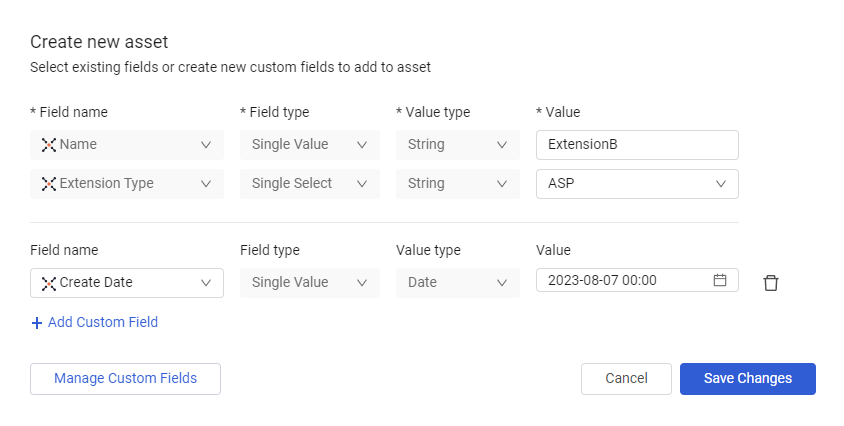 Create new asset
Select existing fields or create new custom fields to add to asset
* Field name * Field type * Value type * Value
Name Single Value String ExtensionB
Extension Type Single Select String ASP
Field name Field type Value type Value
Create Date Single Value Date 2023-08-07 00:00
+ Add Custom Field
Manage Custom Fields Cancel Save Changes